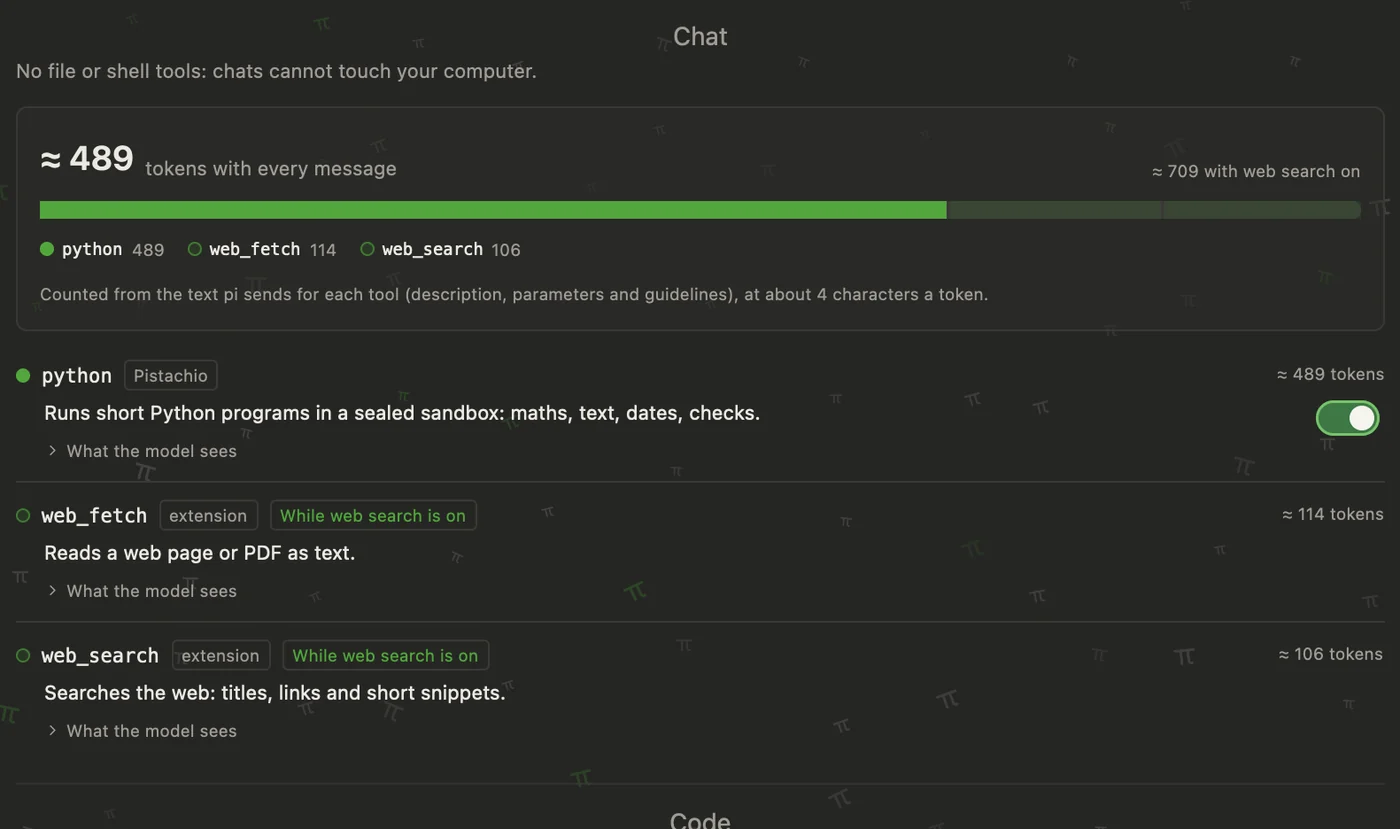 Chat
No file or shell tools: chats cannot touch your computer.
≈ 489 tokens with every message
≈ 709 with web search on
python 489 web_fetch 114 web_search 106
Counted from the text pi sends for each tool (description, parameters and guidelines), at about 4 characters a token.
python Pistachio
≈ 489 tokens
Runs short Python programs in a sealed sandbox: maths, text, dates, checks.
What the model sees
web_fetch extension While web search is on
≈ 114 tokens
Reads a web page or PDF as text.
What the model sees
web_search extension While web search is on
≈ 106 tokens
Searches the web: titles, links and short snippets.
What the model sees
Code